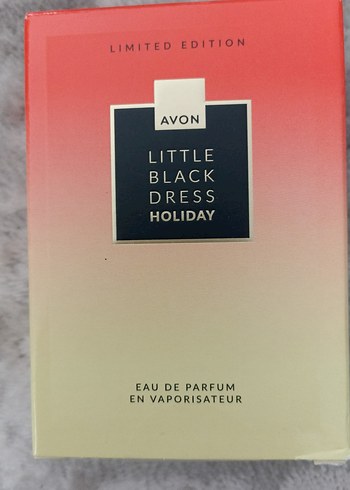 LIMITED EDITION
AVON
LITTLE
BLACK
DRESS
HOLIDAY
EAU DE PARFUM
EN VAPORISATEUR